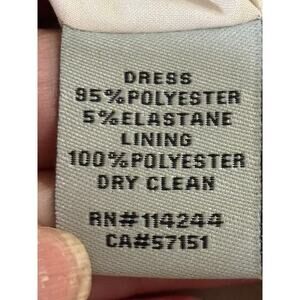 DRESS
95%POLYESTER
5%ELASTANE
LINING
100%POLYESTER
DRY CLEAN
RN#114244
CA#57151